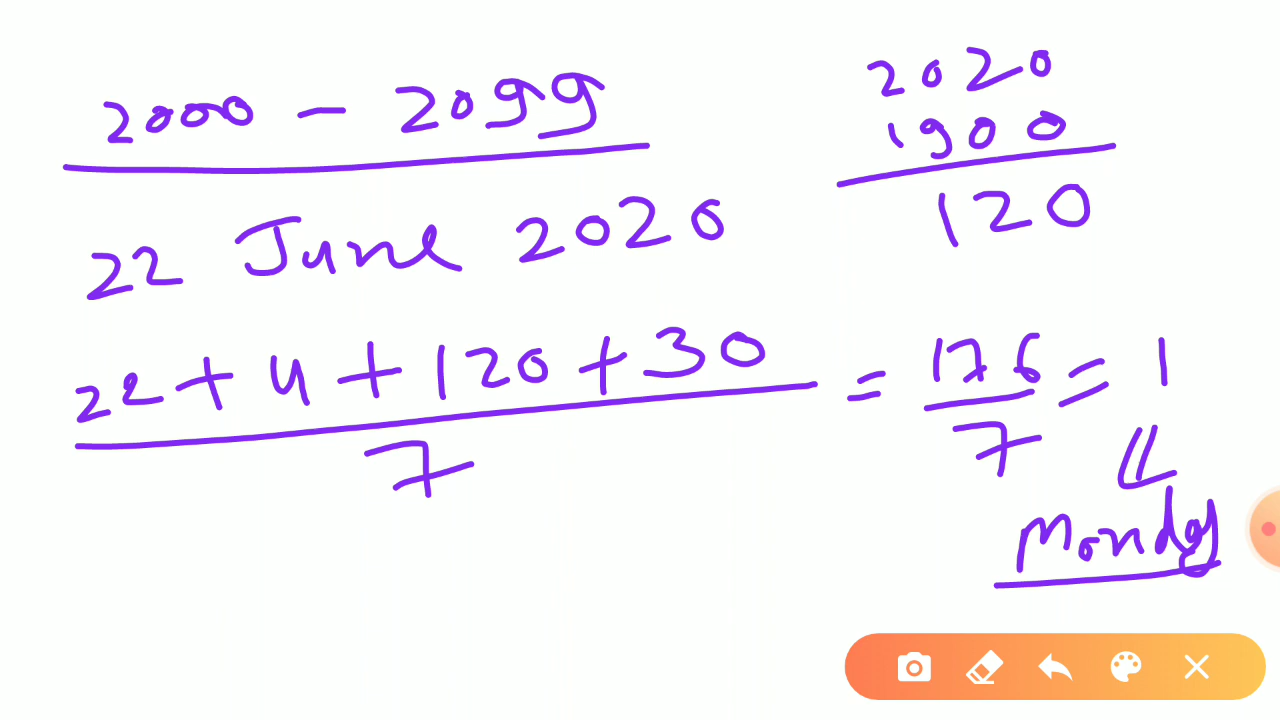 2000 - 2099
2020
1900
120
22 June 2020
22 + 4 + 120 + 30
7
= 176
7
= 1
Monday